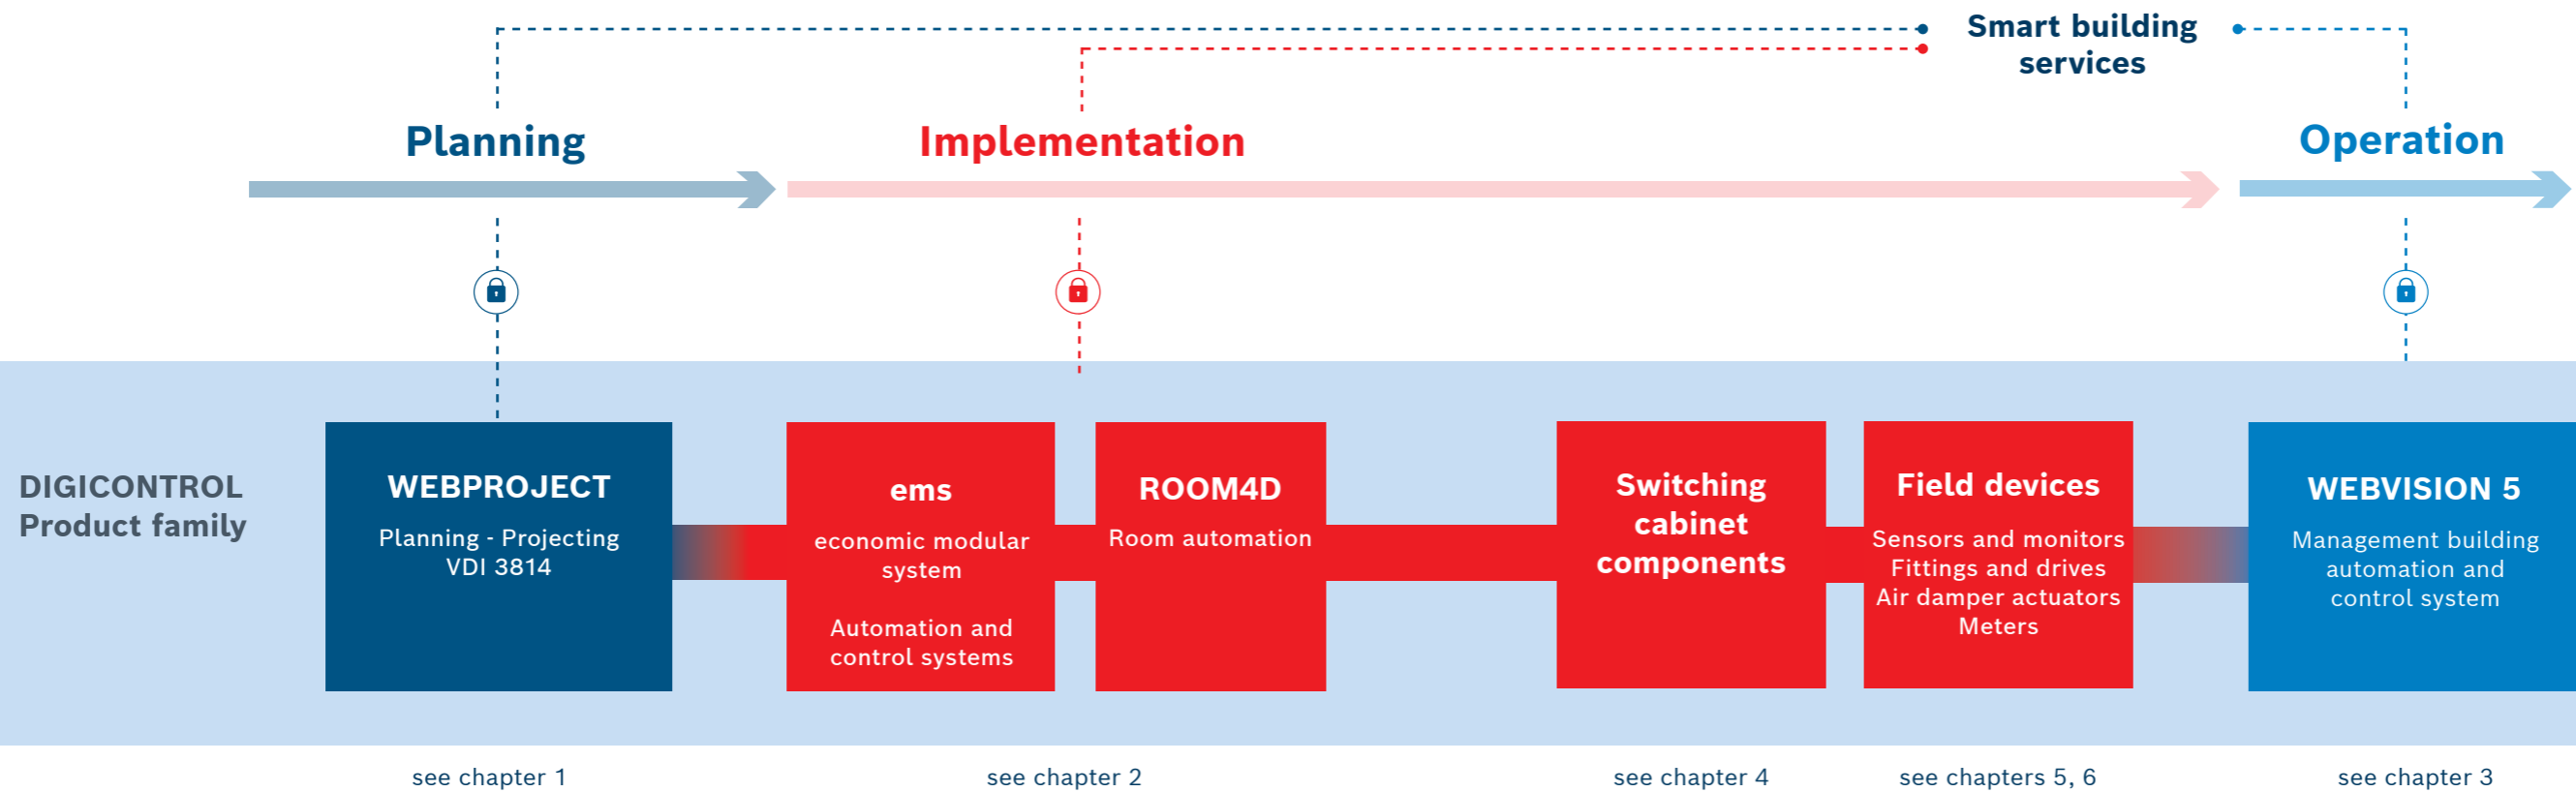 Smart building
services
Planning
Implementation
Operation
DIGICONTROL
Product family
WEBPROJECT
Planning - Projecting
VDI 3814
ems
economic modular
system
Automation and
control systems
ROOM4D
Room automation
Switching
cabinet
components
Field devices
Sensors and monitors
Fittings and drives
Air damper actuators
Meters
WEBVISION 5
Management building
automation and
control system
see chapter 1
see chapter 2
see chapter 4
see chapters 5, 6
see chapter 3